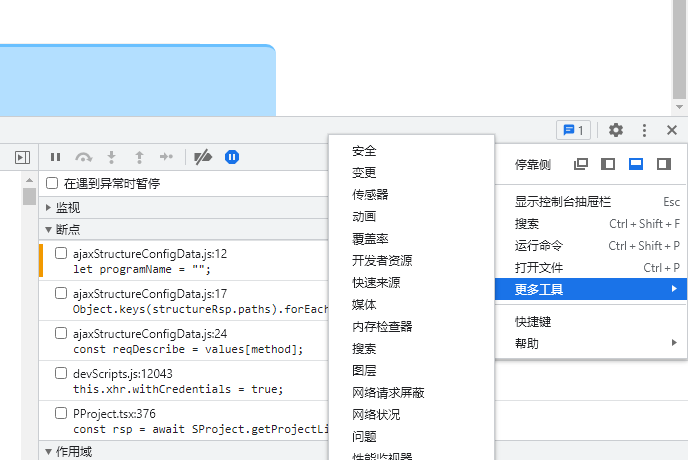 1
停靠侧
在遇到异常时暂停
监视
断点
ajaxStructureConfigData.js:12
let programName = "";
ajaxStructureConfigData.js:17
Object.keys(structureRsp.paths).forEach
ajaxStructureConfigData.js:24
const reqDescribe = values[method];
devScripts.js:12043
this.xhr.withCredentials = true;
PProject.tsx:376
const rsp = await SProject.getProjectLi
作用域
安全
变更
传感器
动画
覆盖率
开发者资源
快速来源
媒体
内存检查器
搜索
图层
网络请求屏蔽
网络状况
问题
性能监视器
显示控制台抽屉栏 Esc
搜索 Ctrl + Shift + F
运行命令 Ctrl + Shift + P
打开文件 Ctrl + P
更多工具
快捷键
帮助